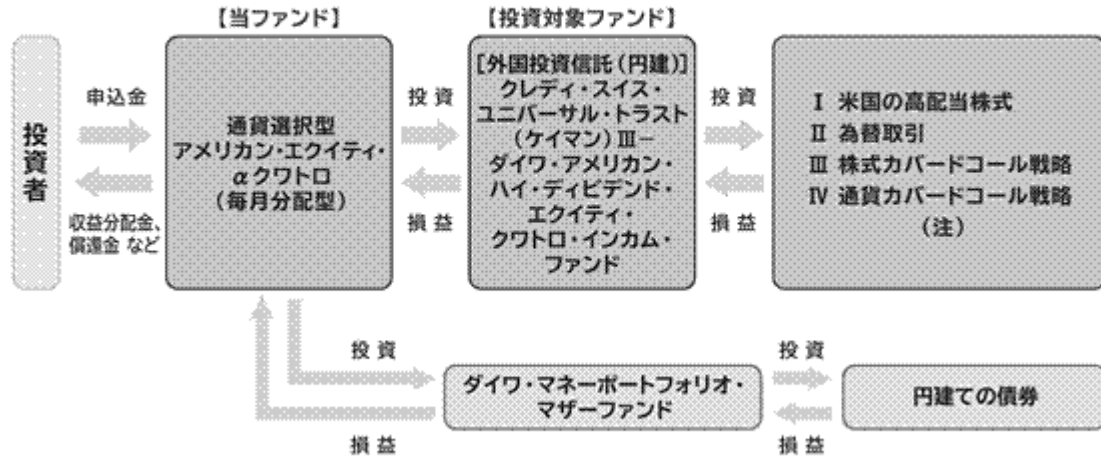 【当ファンド】
【投資対象ファンド】
投資者
申込金
収益分配金、
償還金 など
通貨選択型
アメリカン・エクイティ・
αクワトロ
(毎月分配型)
投 資
損 益
[外国投資信託(円建)]
クレディ・スイス・
ユニバーサル・トラスト
(ケイマン)Ⅲ−
ダイワ・アメリカン・
ハイ・ディビデンド・
エクイティ・
クワトロ・インカム・
ファンド
投 資
損 益
Ⅰ 米国の高配当株式
Ⅱ 為替取引
Ⅲ 株式カバードコール戦略
Ⅳ 通貨カバードコール戦略
(注)
投 資
損 益
ダイワ・マネーポートフォリオ・
マザーファンド
投 資
損 益
円建ての債券